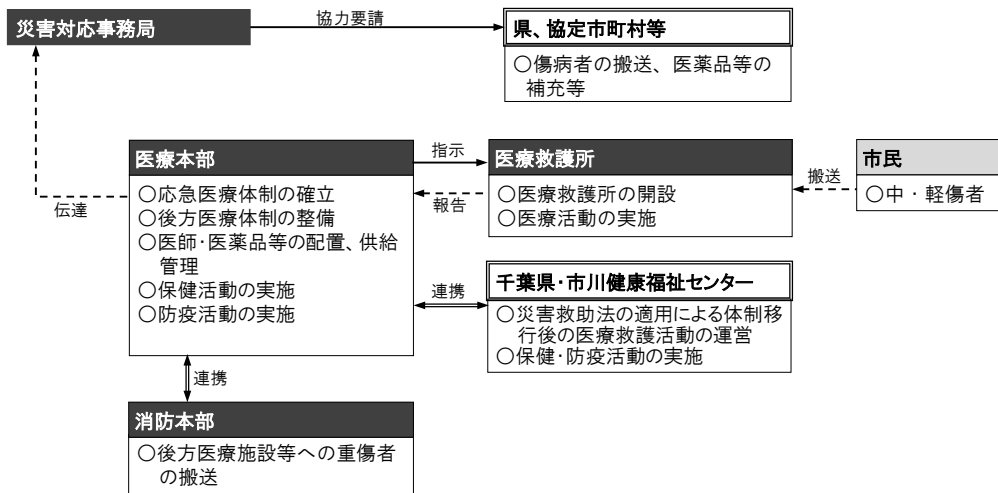 災害対応事務局
協力要請
県、協定市町村等
○傷病者の搬送、医薬品等の
補充等
伝達
医療本部
○応急医療体制の確立
○後方医療体制の整備
○医師・医薬品等の配置、供給
管理
○保健活動の実施
○防疫活動の実施
指示
報告
医療救護所
○医療救護所の開設
○医療活動の実施
搬送
市民
○中・軽傷者
連携
千葉県・市川健康福祉センター
○災害救助法の適用による体制移
行後の医療救護活動の運営
○保健・防疫活動の実施
連携
消防本部
○後方医療施設等への重傷者
の搬送